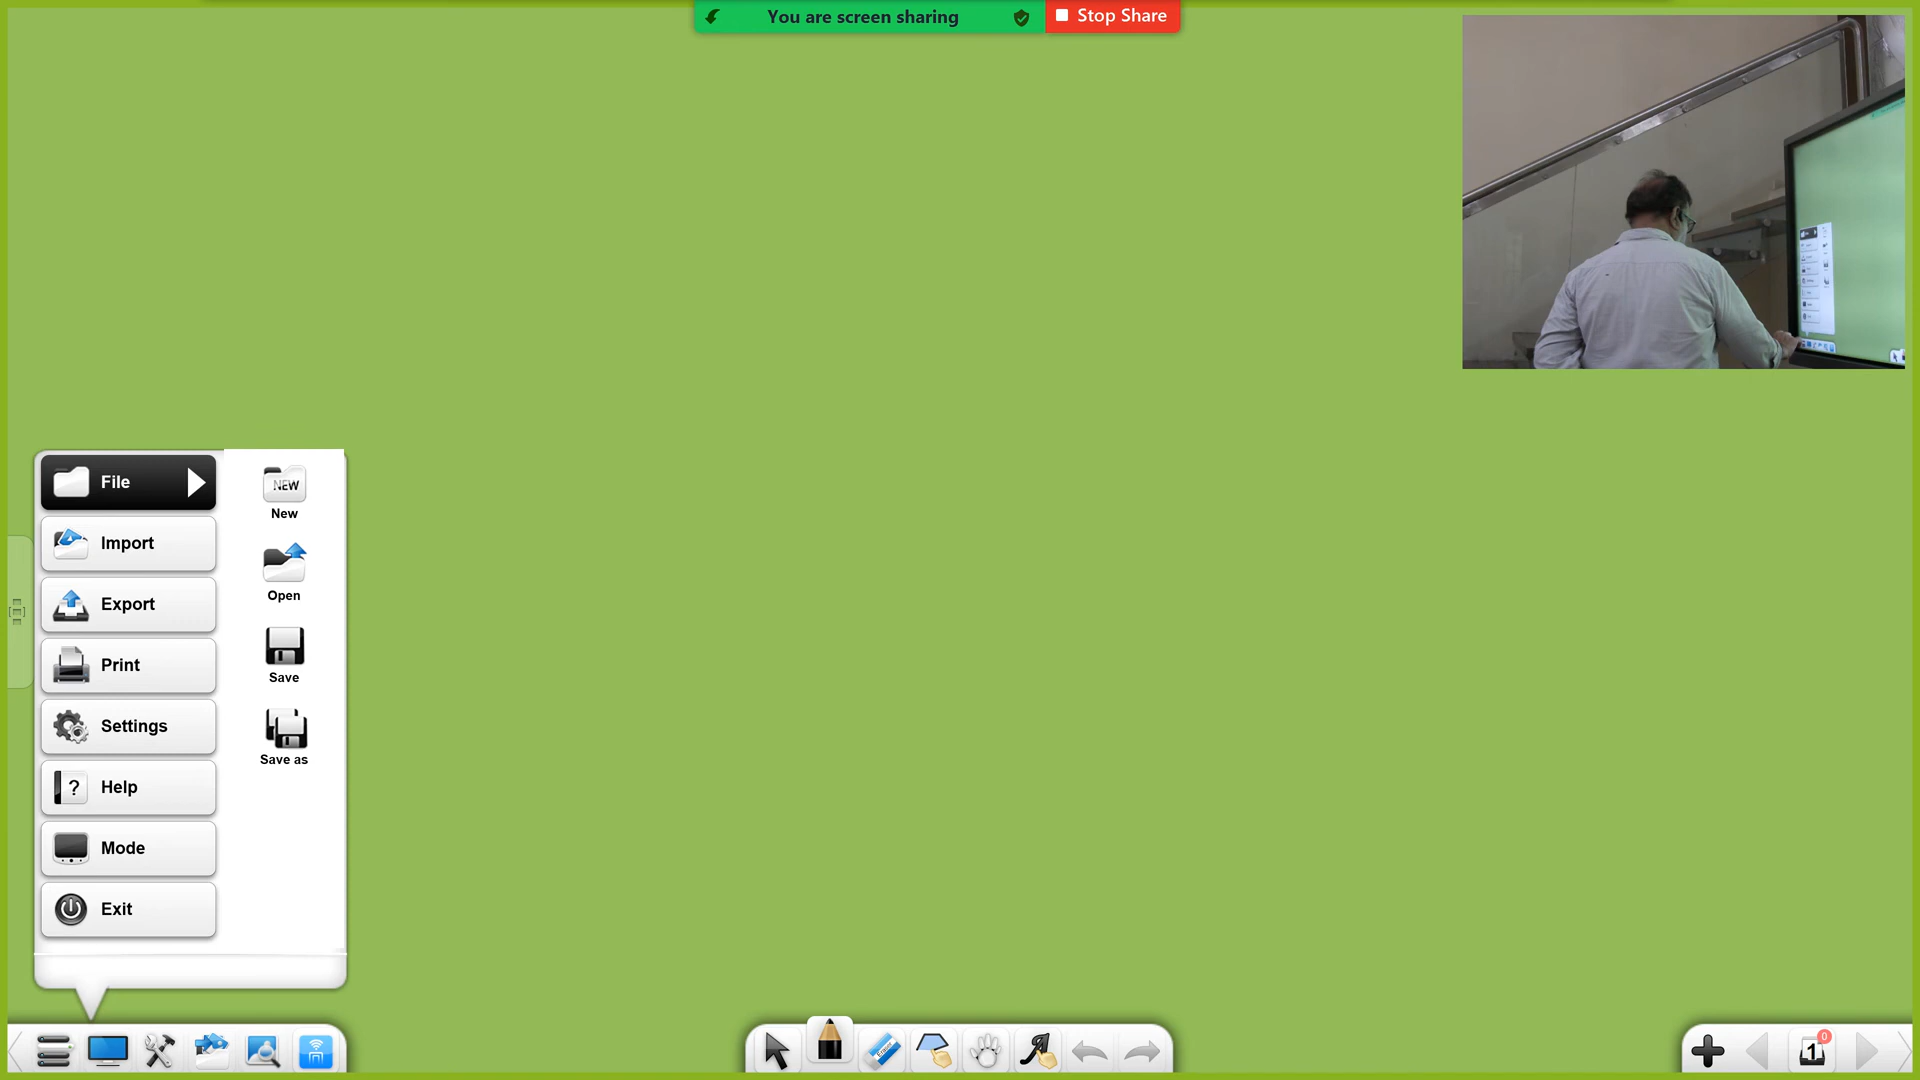 You are screen sharing
Stop Share
File
Import
Export
Print
Settings
Help
Mode
Exit
NEW
New
Open
Save
Save as
?
Eraser
A
1
0